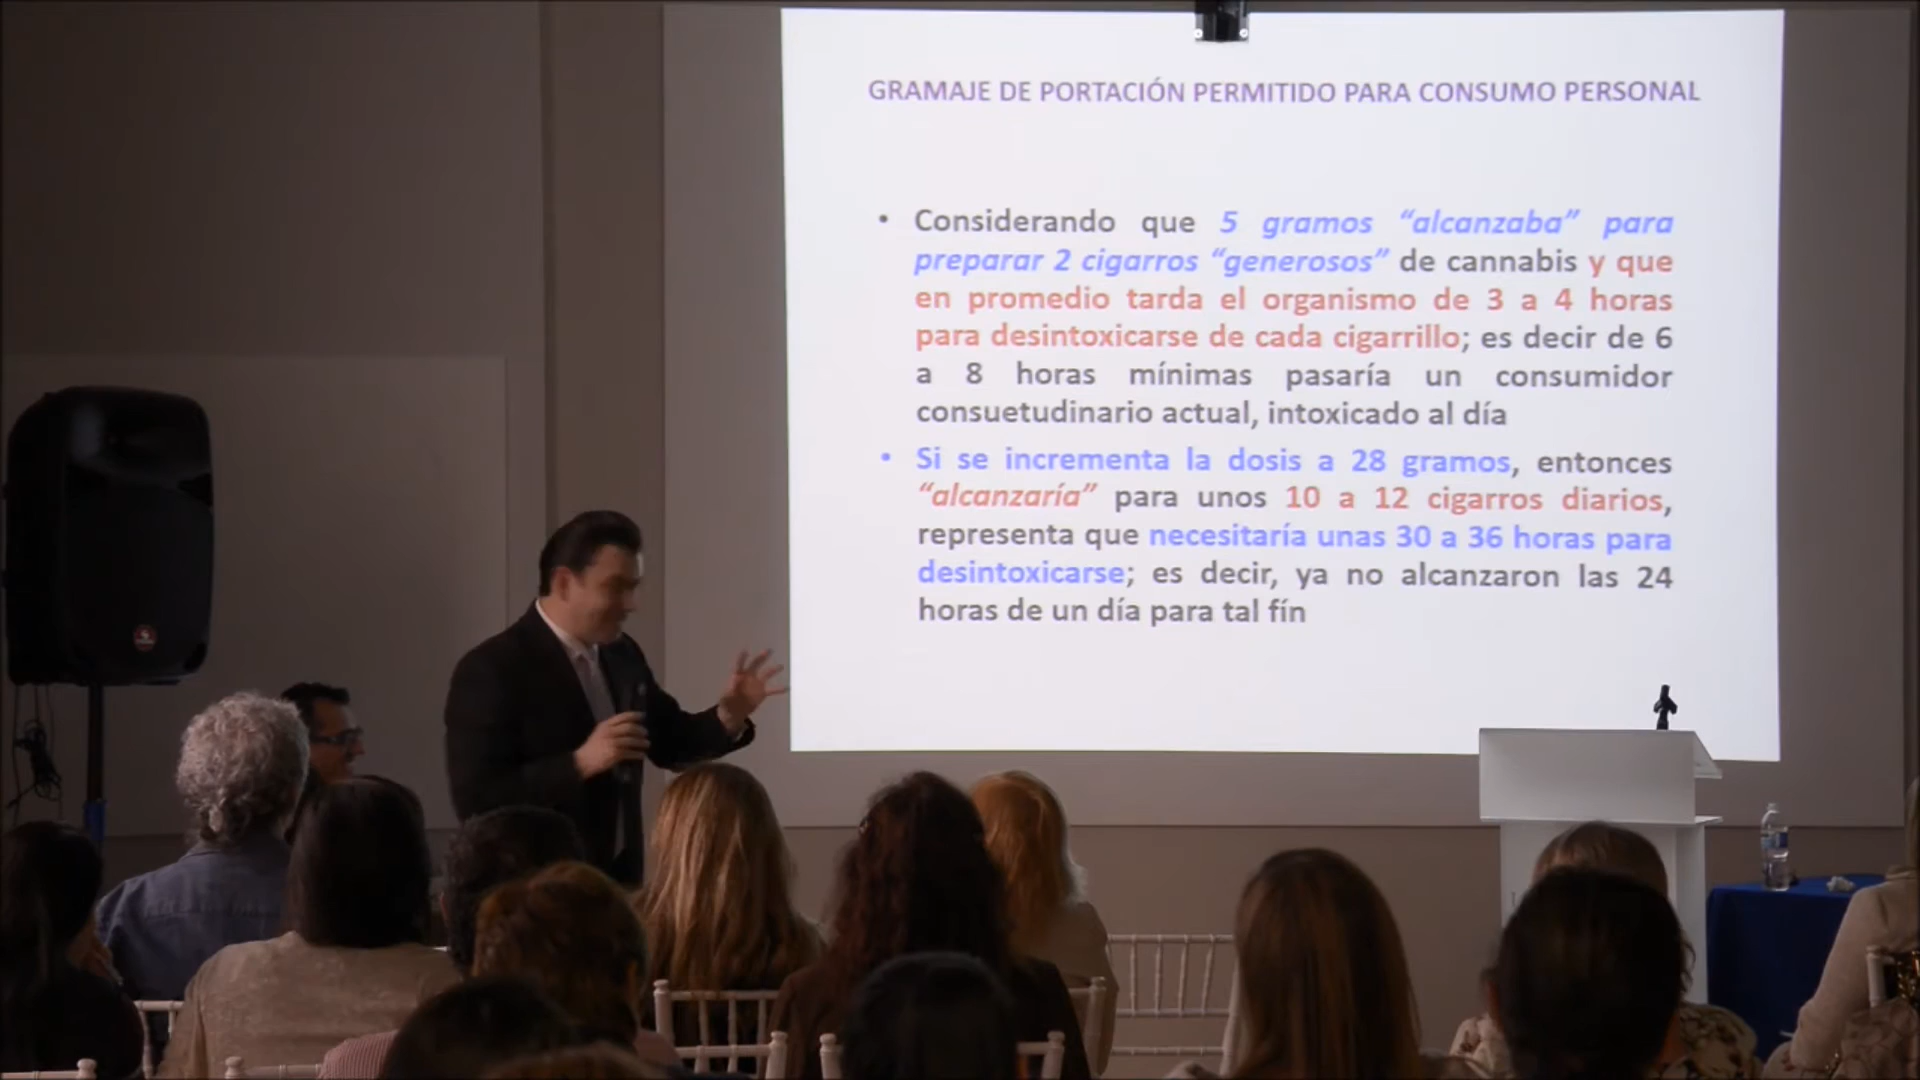 GRAMAJE DE PORTACIÓN PERMITIDO PARA CONSUMO PERSONAL
• Considerando que 5 gramos “alcanzaba” para
preparar 2 cigarros “generosos” de cannabis y que
en promedio tarda el organismo de 3 a 4 horas
para desintoxicarse de cada cigarrillo; es decir de 6
a 8 horas mínimas pasaría un consumidor
consuetudinario actual, intoxicado al día
• Si se incrementa la dosis a 28 gramos, entonces
“alcanzaría” para unos 10 a 12 cigarros diarios,
representa que necesitaría unas 30 a 36 horas para
desintoxicarse; es decir, ya no alcanzaron las 24
horas de un día para tal fín